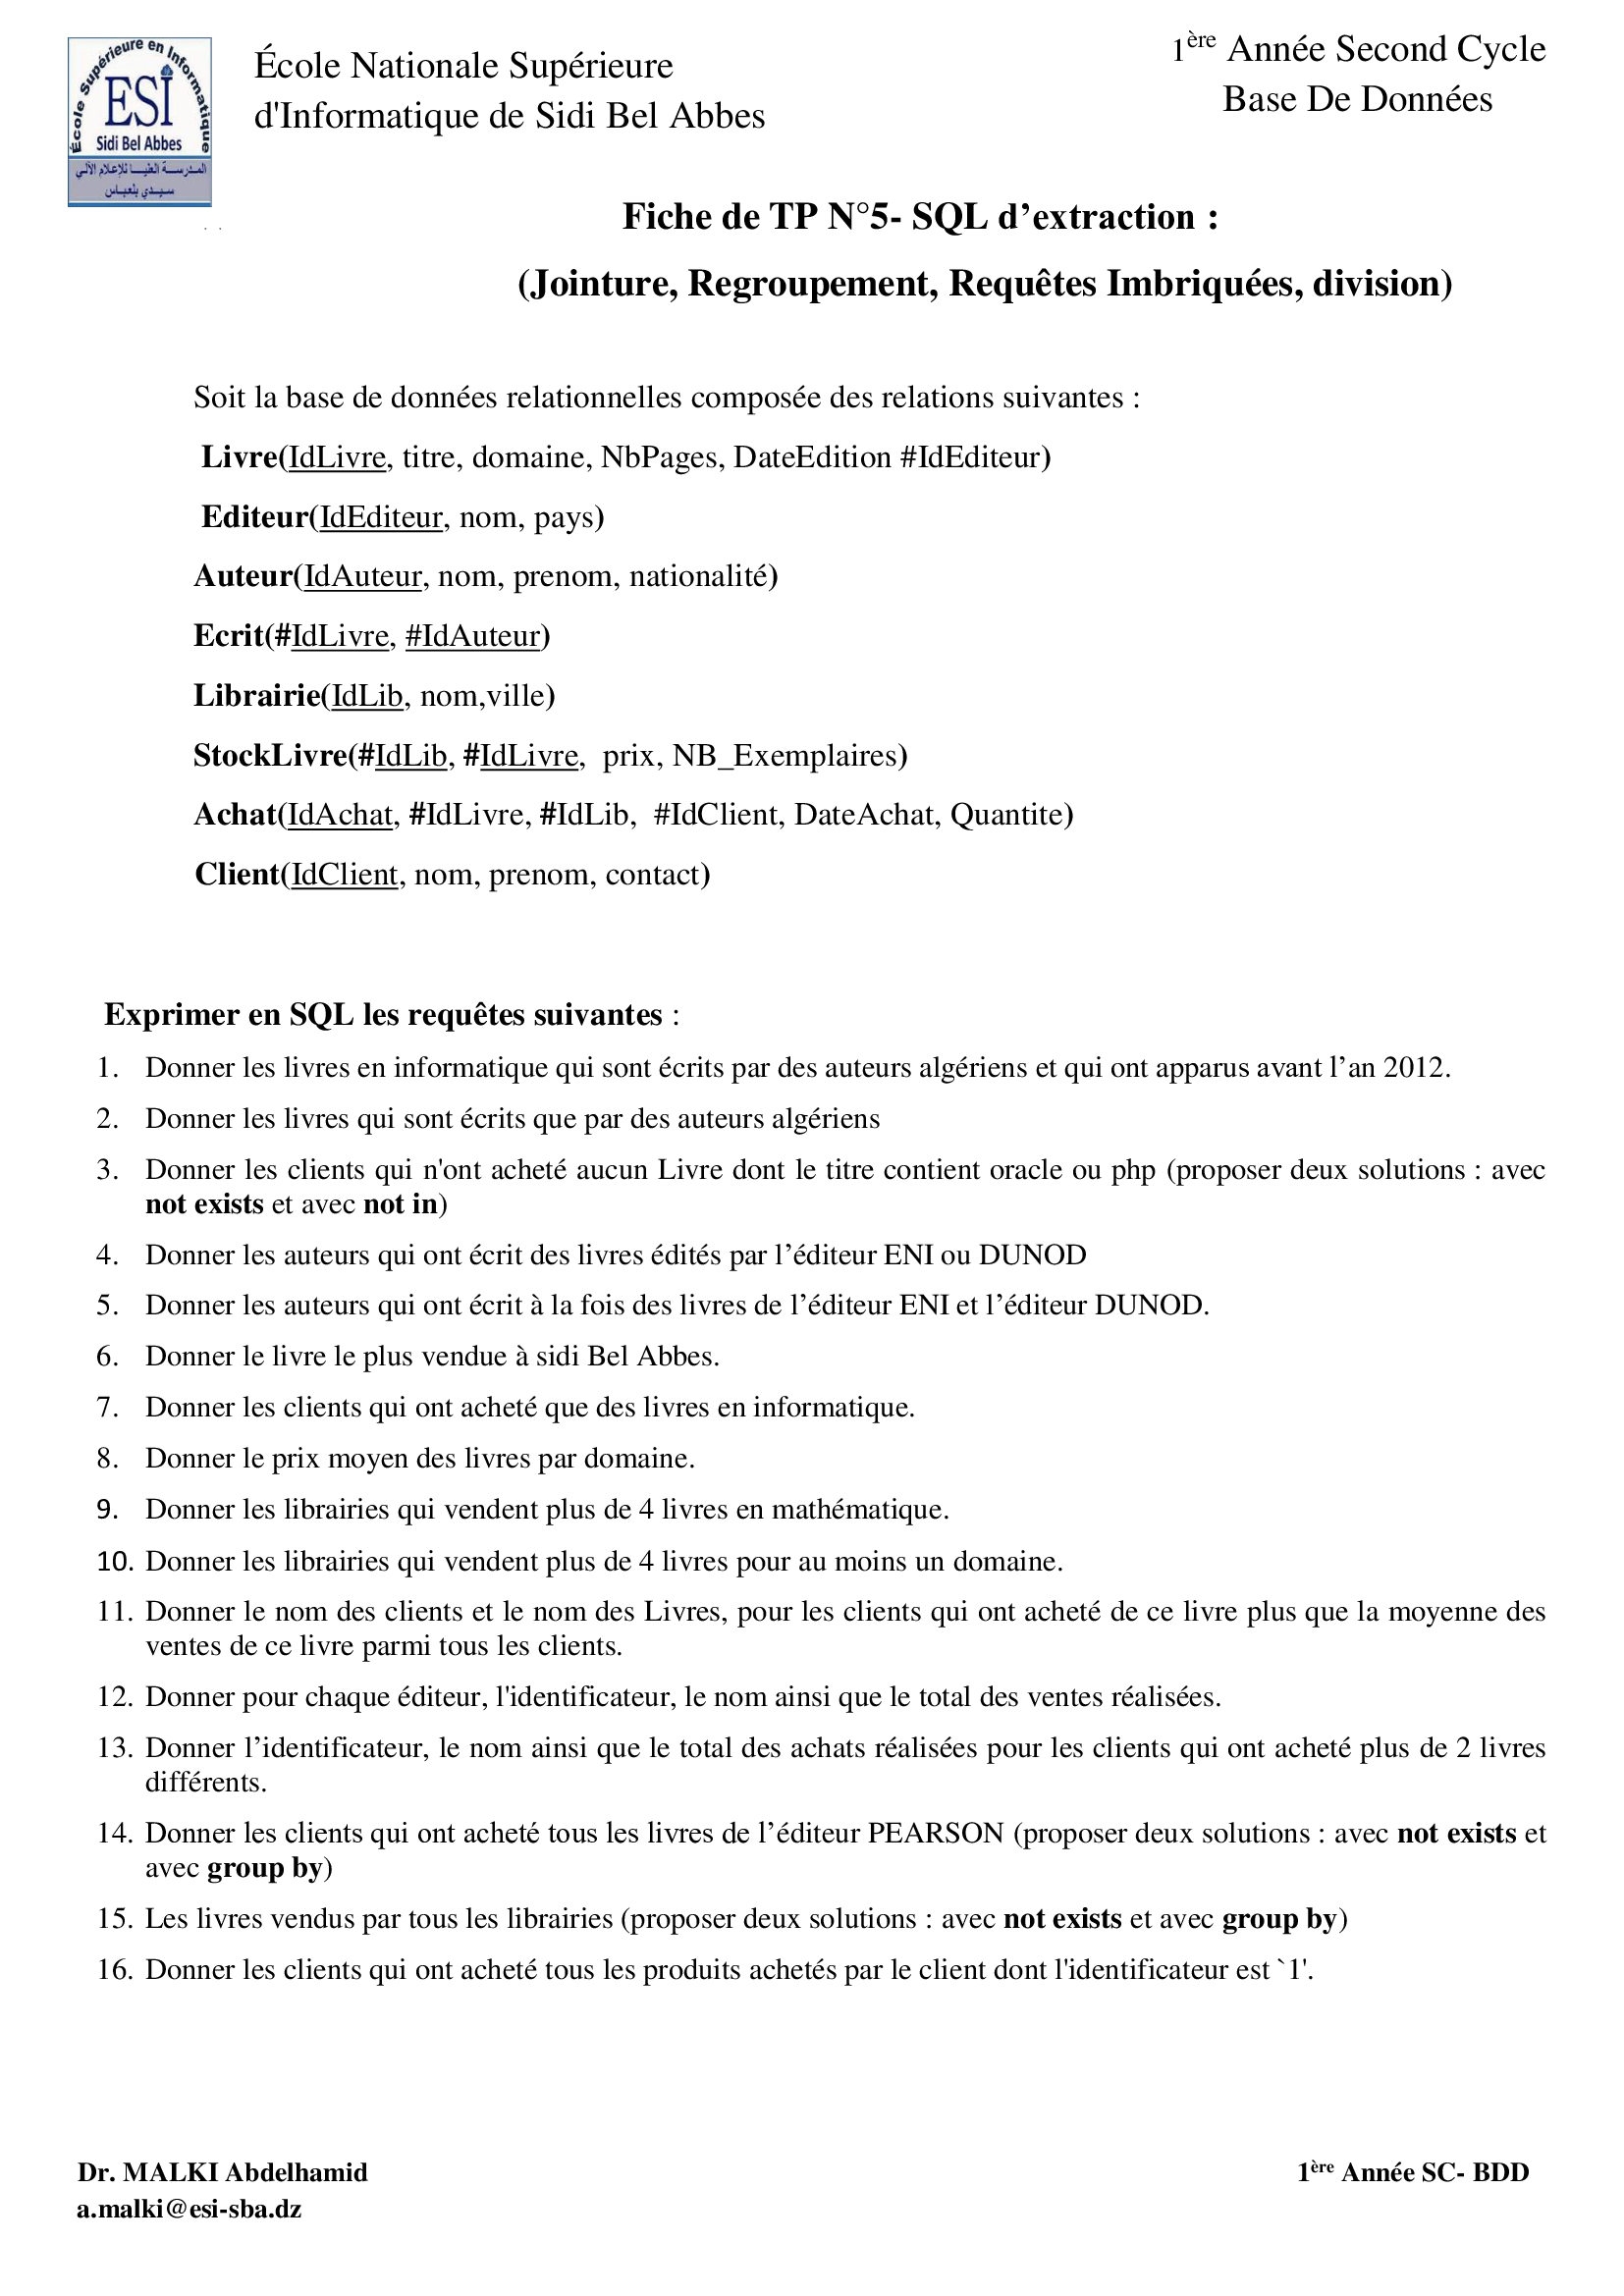 École Supérieure en Informatique
ESI
Sidi Bel Abbes
المدرسة العليا للإعلام الآلي
سيدي بلعباس
École Nationale Supérieure
d'Informatique de Sidi Bel Abbes
1ère Année Second Cycle
Base De Données
Fiche de TP N°5- SQL d’extraction :
(Jointure, Regroupement, Requêtes Imbriquées, division)
Soit la base de données relationnelles composée des relations suivantes :
Livre(IdLivre, titre, domaine, NbPages, DateEdition #IdEditeur)
Editeur(IdEditeur, nom, pays)
Auteur(IdAuteur, nom, prenom, nationalité)
Ecrit(#IdLivre, #IdAuteur)
Librairie(IdLib, nom,ville)
StockLivre(#IdLib, #IdLivre, prix, NB_Exemplaires)
Achat(IdAchat, #IdLivre, #IdLib, #IdClient, DateAchat, Quantite)
Client(IdClient, nom, prenom, contact)
Exprimer en SQL les requêtes suivantes :
1. Donner les livres en informatique qui sont écrits par des auteurs algériens et qui ont apparus avant l’an 2012.
2. Donner les livres qui sont écrits que par des auteurs algériens
3. Donner les clients qui n'ont acheté aucun Livre dont le titre contient oracle ou php (proposer deux solutions : avec
not exists et avec not in)
4. Donner les auteurs qui ont écrit des livres édités par l’éditeur ENI ou DUNOD
5. Donner les auteurs qui ont écrit à la fois des livres de l’éditeur ENI et l’éditeur DUNOD.
6. Donner le livre le plus vendue à sidi Bel Abbes.
7. Donner les clients qui ont acheté que des livres en informatique.
8. Donner le prix moyen des livres par domaine.
9. Donner les librairies qui vendent plus de 4 livres en mathématique.
10. Donner les librairies qui vendent plus de 4 livres pour au moins un domaine.
11. Donner le nom des clients et le nom des Livres, pour les clients qui ont acheté de ce livre plus que la moyenne des
ventes de ce livre parmi tous les clients.
12. Donner pour chaque éditeur, l'identificateur, le nom ainsi que le total des ventes réalisées.
13. Donner l’identificateur, le nom ainsi que le total des achats réalisées pour les clients qui ont acheté plus de 2 livres
différents.
14. Donner les clients qui ont acheté tous les livres de l’éditeur PEARSON (proposer deux solutions : avec not exists et
avec group by)
15. Les livres vendus par tous les librairies (proposer deux solutions : avec not exists et avec group by)
16. Donner les clients qui ont acheté tous les produits achetés par le client dont l'identificateur est `1'.
Dr. MALKI Abdelhamid
a.malki@esi-sba.dz
1ère Année SC- BDD